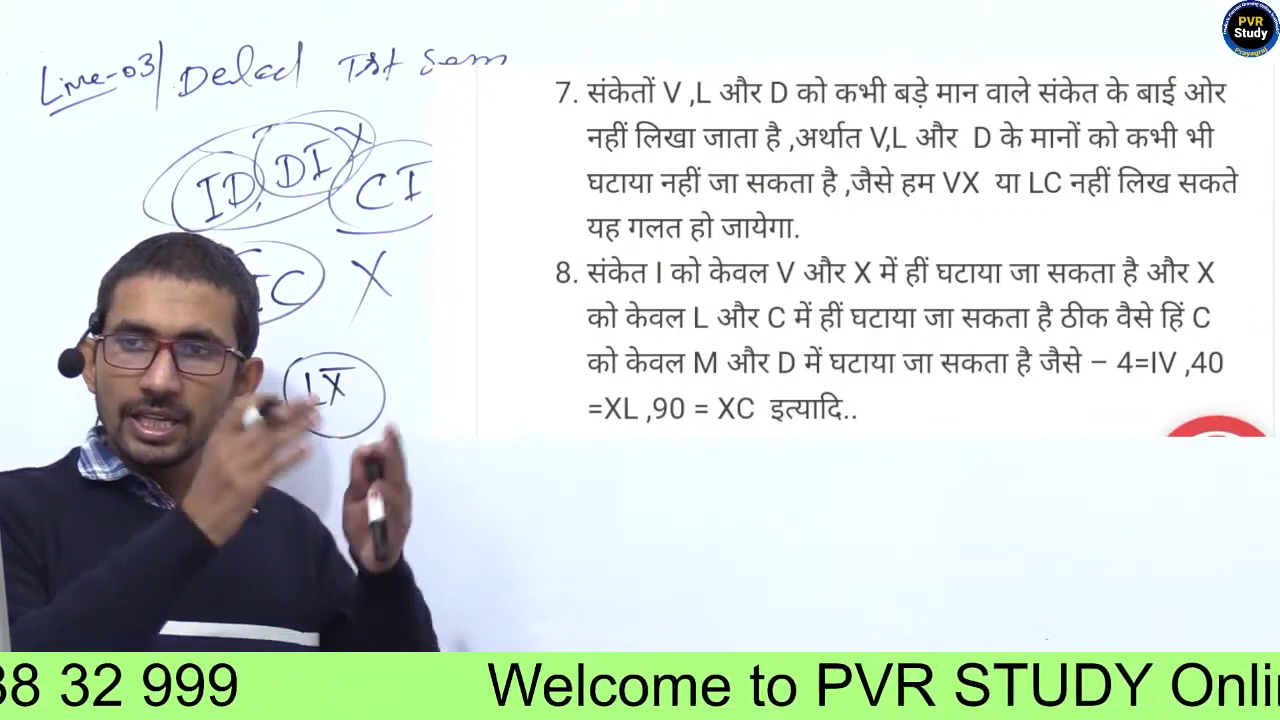 PVR
Study
Prayagraj
Live-03 Deled Ist Sem
ID, DI X
CI
C X
IX
7. संकेतों V ,L और D को कभी बड़े मान वाले संकेत के बाई ओर
नहीं लिखा जाता है ,अर्थात V,L और D के मानों को कभी भी
घटाया नहीं जा सकता है ,जैसे हम VX या LC नहीं लिख सकते
यह गलत हो जायेगा.
8. संकेत I को केवल V और X में हीं घटाया जा सकता है और X
को केवल L और C में हीं घटाया जा सकता है ठीक वैसे हिं C
को केवल M और D में घटाया जा सकता है जैसे – 4=IV ,40
=XL ,90 = XC इत्यादि..
38 32 999 Welcome to PVR STUDY Onli